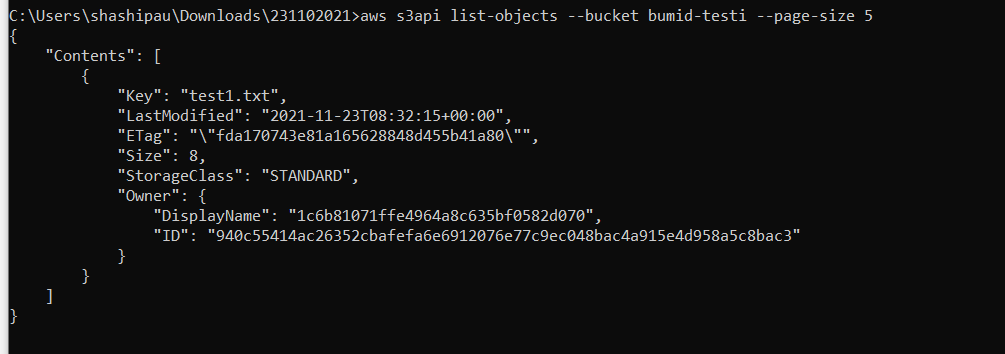 C:\Users\shashipau\Downloads\231102021>aws s3api list-objects --bucket bumid-testi --page-size 5
{
    "Contents": [
        {
            "Key": "test1.txt",
            "LastModified": "2021-11-23T08:32:15+00:00",
            "ETag": "\"fda170743e81a165628848d455b41a80\"",
            "Size": 8,
            "StorageClass": "STANDARD",
            "Owner": {
                "DisplayName": "1c6b81071ffe4964a8c635bf0582d070",
                "ID": "940c55414ac26352cbafefa6e6912076e77c9ec048bac4a915e4d958a5c8bac3"
            }
        }
    ]
}